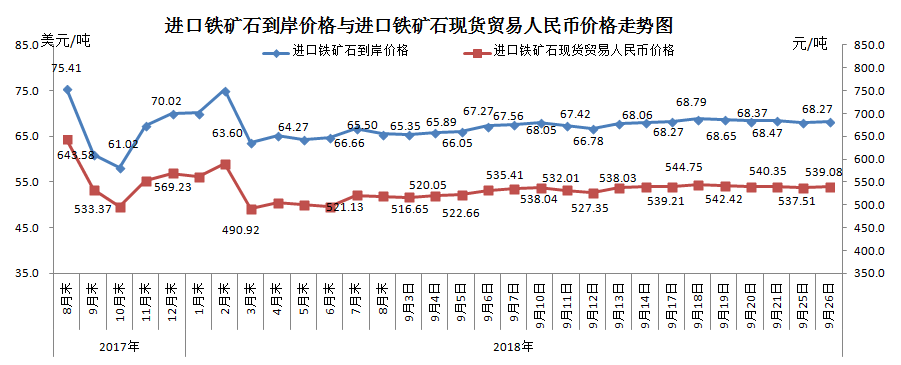 进口铁矿石到岸价格与进口铁矿石现货贸易人民币价格走势图
美元/吨
元/吨
进口铁矿石到岸价格
进口铁矿石现货贸易人民币价格
85.0
75.0
65.0
55.0
45.0
35.0
850.0
800.0
750.0
700.0
650.0
600.0
550.0
500.0
450.0
400.0
350.0
75.41
61.02
70.02
63.60
64.27
66.66
65.50
65.35
65.89
66.05
67.27
67.56
68.05
67.42
66.78
68.06
68.27
68.79
68.65
68.37
68.47
68.27
643.58
533.37
569.23
490.92
521.13
516.65
520.05
522.66
535.41
538.04
532.01
527.35
538.03
539.21
544.75
542.42
540.35
537.51
539.08
8月末
9月末
10月末
11月末
12月末
1月末
2月末
3月末
4月末
5月末
6月末
7月末
8月末
9月3日
9月4日
9月5日
9月6日
9月7日
9月10日
9月11日
9月12日
9月13日
9月14日
9月17日
9月18日
9月19日
9月20日
9月21日
9月25日
9月26日
2017年
2018年